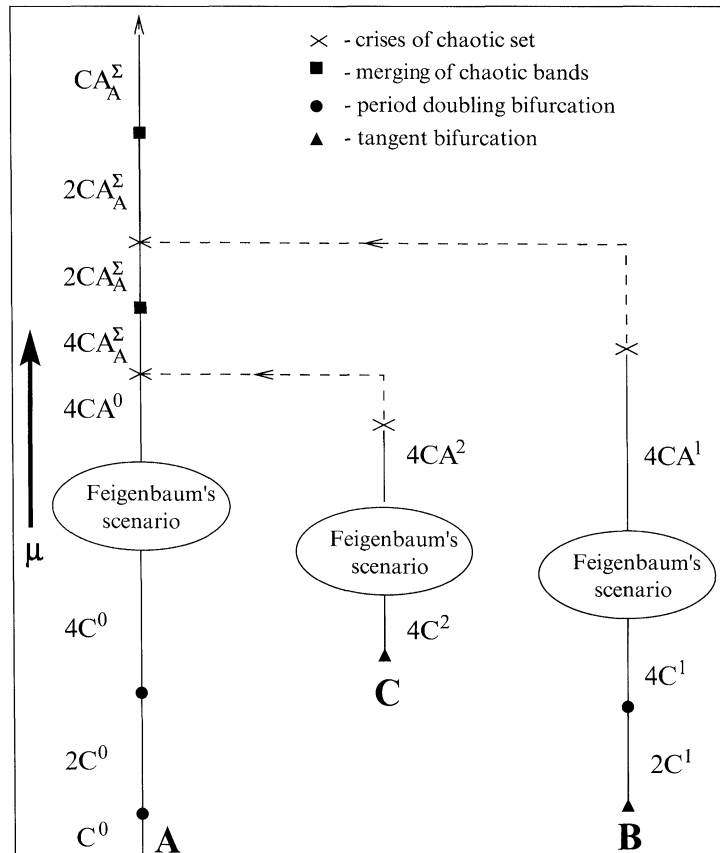 - crises of chaotic set
- merging of chaotic bands
- period doubling bifurcation
- tangent bifurcation
CA_A^Σ
2CA_A^Σ
2CA_A^Σ
4CA_A^Σ
4CA^0
4CA^2
4CA^1
Feigenbaum's
scenario
Feigenbaum's
scenario
Feigenbaum's
scenario
μ
4C^0
4C^2
C
4C^1
2C^0
2C^1
C^0
A
B